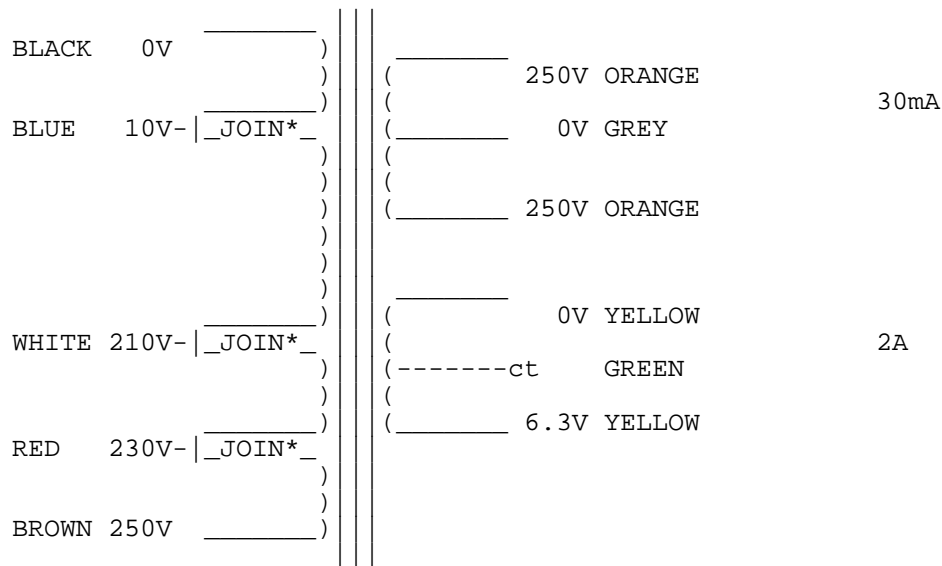 BLACK 0V
250V ORANGE
30mA
BLUE 10V-|_JOIN*_ 0V GREY
250V ORANGE
0V YELLOW
WHITE 210V-|_JOIN*_ 2A
ct GREEN
6.3V YELLOW
RED 230V-|_JOIN*_
BROWN 250V